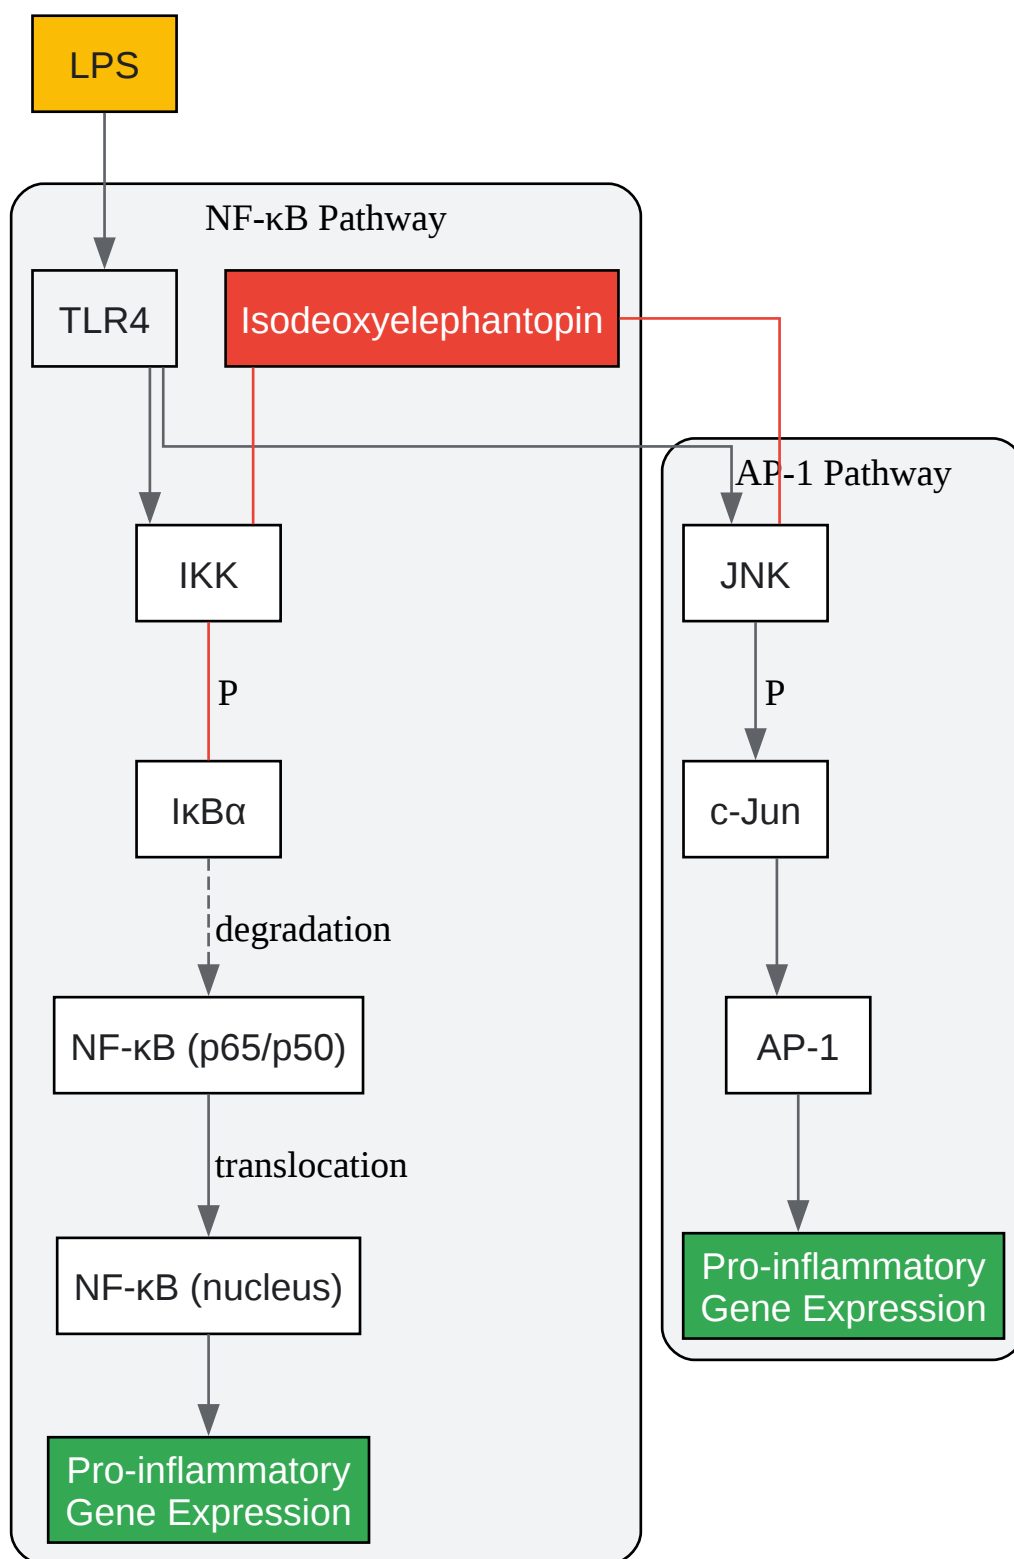 LPS
NF-κB Pathway
TLR4
Isodeoxyelephantopin
AP-1 Pathway
IKK
JNK
P
P
IκBα
c-Jun
degradation
NF-κB (p65/p50)
AP-1
translocation
NF-κB (nucleus)
Pro-inflammatory
Gene Expression
Pro-inflammatory
Gene Expression